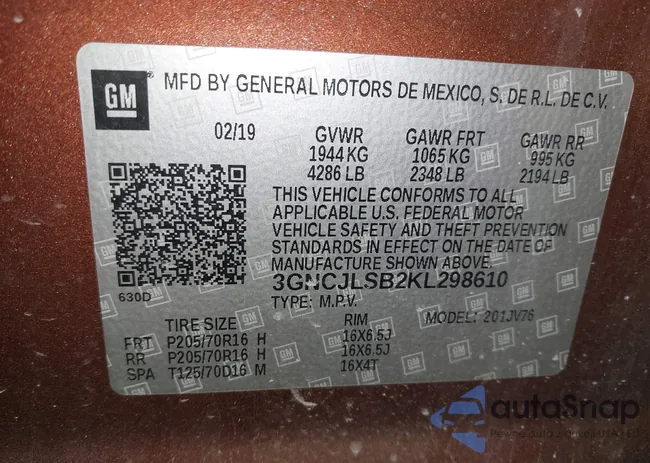 GM ® MFD BY GENERAL MOTORS DE MEXICO, S. DE R.L. DE C.V.
02/19 GVWR GAWR FRT GAWR RR
1944 KG 1065 KG 995 KG
4286 LB 2348 LB 2194 LB
THIS VEHICLE CONFORMS TO ALL
APPLICABLE U.S. FEDERAL MOTOR
VEHICLE SAFETY AND THEFT PREVENTION
STANDARDS IN EFFECT ON THE DATE OF
MANUFACTURE SHOWN ABOVE.
630D 3GNCJLSB2KL298610
TYPE: M.P.V. MODEL: 201JV76
TIRE SIZE RIM
FRT P205/70R16 H 16X6.5J
RR P205/70R16 H 16X6.5J
SPA T125/70D16 M 16X4T
autoSnap